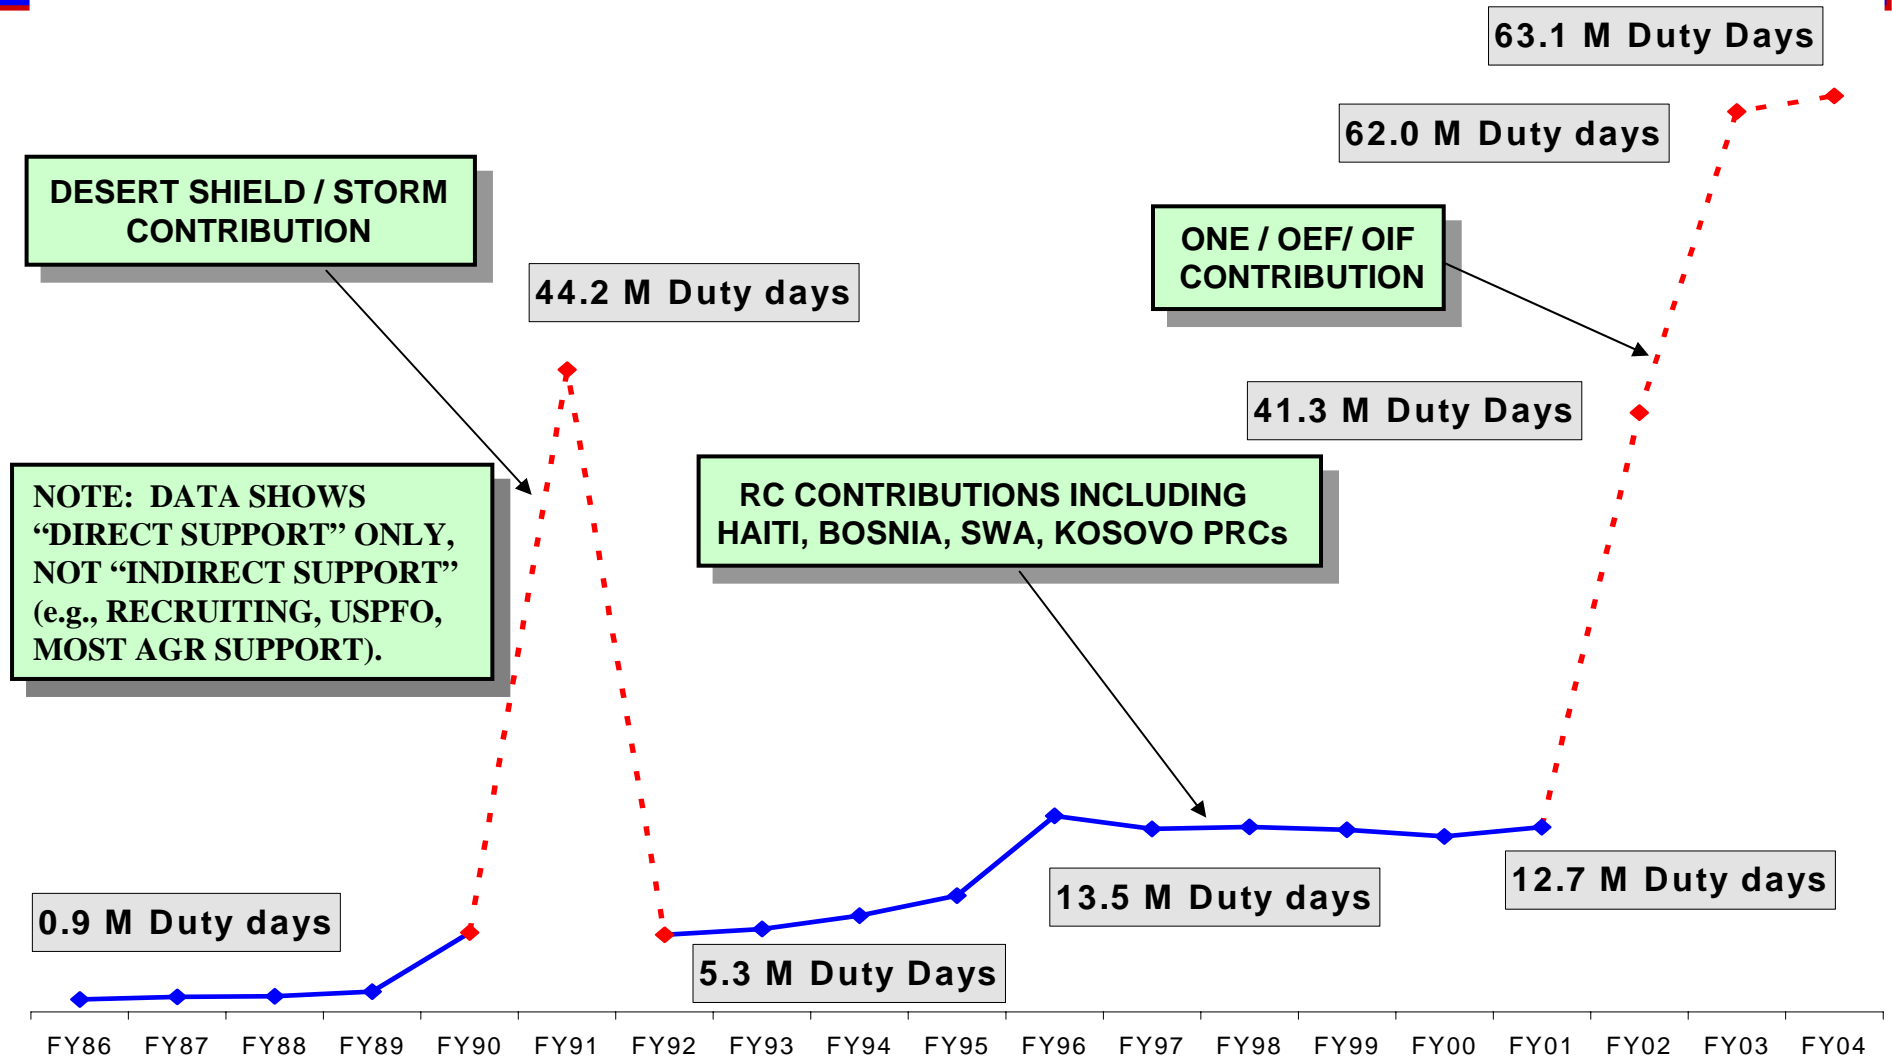 63.1 M Duty Days
62.0 M Duty days
DESERT SHIELD / STORM
CONTRIBUTION
ONE / OEF/ OIF
CONTRIBUTION
44.2 M Duty days
41.3 M Duty Days
NOTE: DATA SHOWS
“DIRECT SUPPORT” ONLY,
NOT “INDIRECT SUPPORT”
(e.g., RECRUITING, USPFO,
MOST AGR SUPPORT).
RC CONTRIBUTIONS INCLUDING
HAITI, BOSNIA, SWA, KOSOVO PRCs
0.9 M Duty days
13.5 M Duty days
12.7 M Duty days
5.3 M Duty Days
FY86 FY87 FY88 FY89 FY90 FY91 FY92 FY93 FY94 FY95 FY96 FY97 FY98 FY99 FY00 FY01 FY02 FY03 FY04